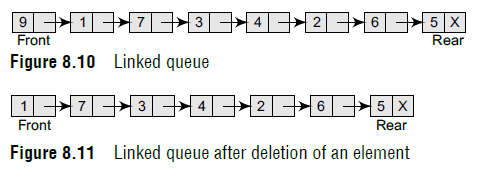 9 1 7 3 4 2 6 5 X
Front Rear
Figure 8.10 Linked queue
1 7 3 4 2 6 5 X
Front Rear
Figure 8.11 Linked queue after deletion of an element